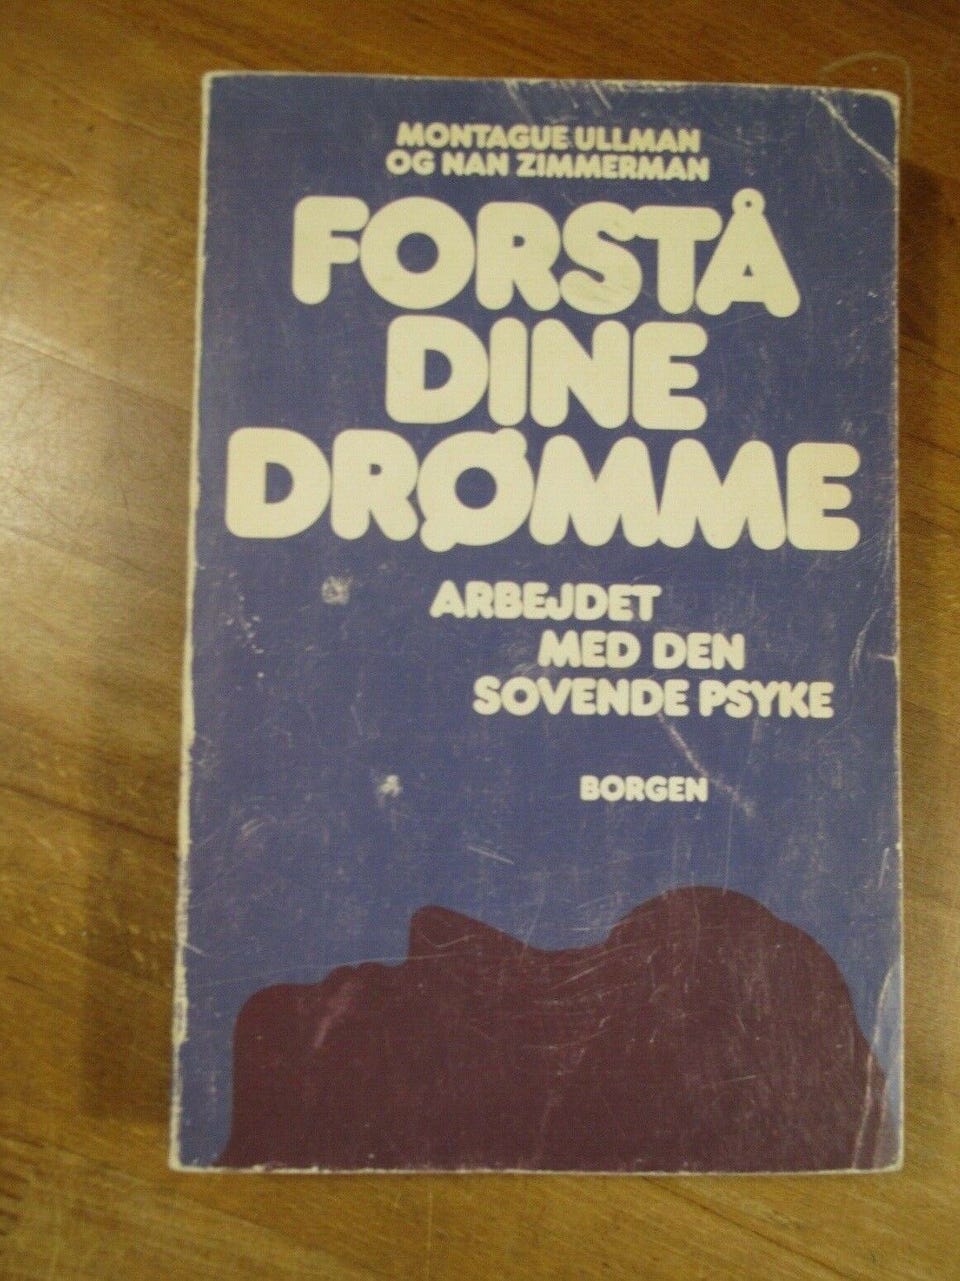 MONTAGUE ULLMAN
OG NAN ZIMMERMAN
FORSTÅ
DINE
DRØMME
ARBEJDET
MED DEN
SOVENDE PSYKE
BORGEN